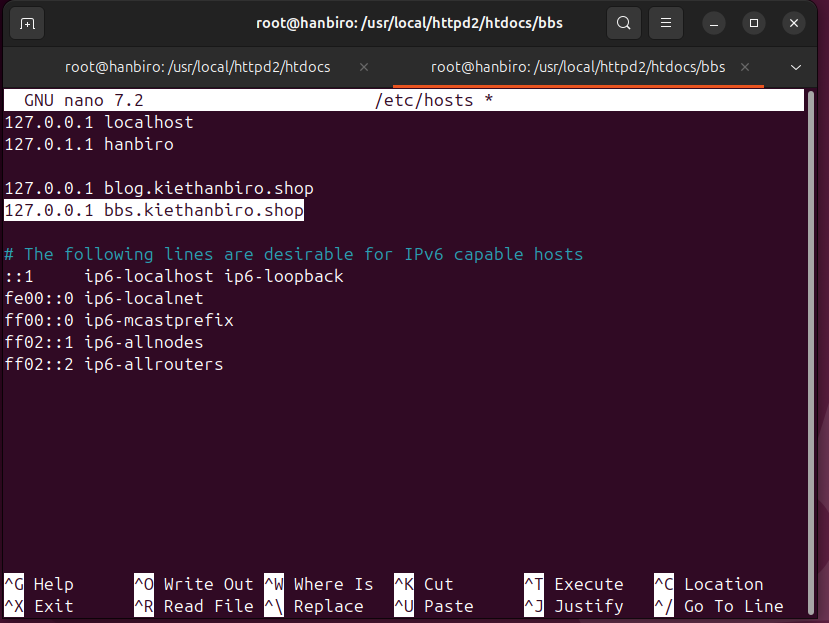 root@hanbiro: /usr/local/httpd2/htdocs/bbs
root@hanbiro: /usr/local/httpd2/htdocs
root@hanbiro: /usr/local/httpd2/htdocs/bbs
GNU nano 7.2 /etc/hosts *
127.0.0.1 localhost
127.0.1.1 hanbiro
127.0.0.1 blog.kiethanbiro.shop
127.0.0.1 bbs.kiethanbiro.shop
# The following lines are desirable for IPv6 capable hosts
::1     ip6-localhost ip6-loopback
fe00::0 ip6-localnet
ff00::0 ip6-mcastprefix
ff02::1 ip6-allnodes
ff02::2 ip6-allrouters
^G Help ^O Write Out ^W Where Is ^K Cut ^T Execute ^C Location
^X Exit ^R Read File ^\ Replace ^U Paste ^J Justify ^/ Go To Line